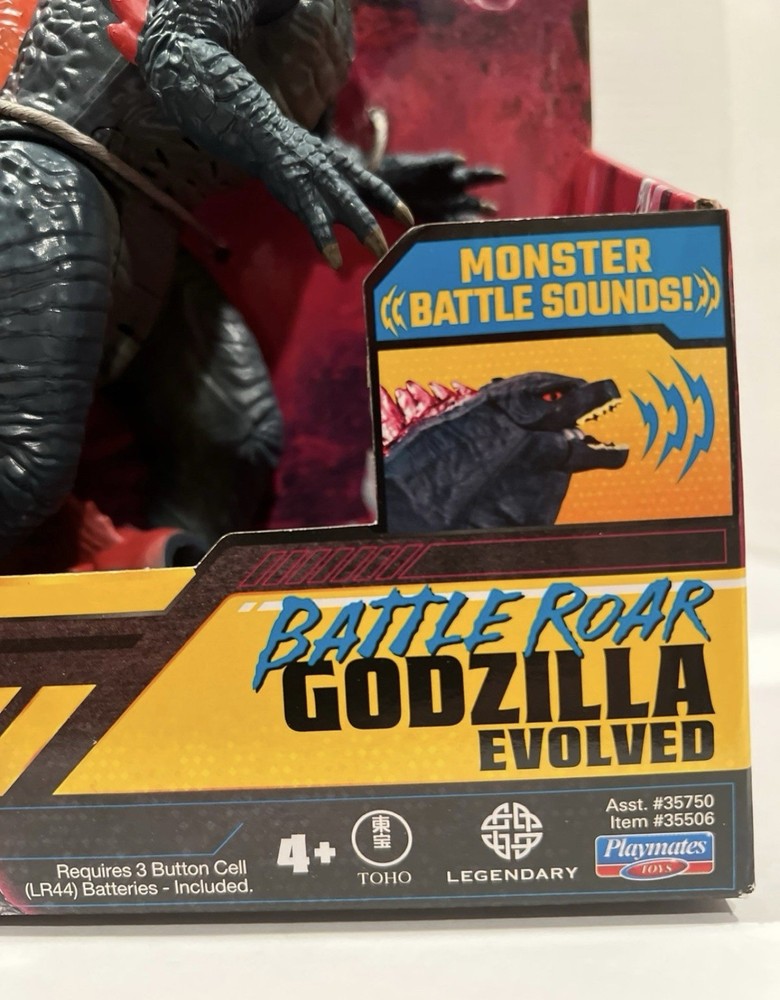 MONSTER
BATTLE SOUNDS!
BATTLE ROAR
GODZILLA
EVOLVED
Requires 3 Button Cell
(LR44) Batteries - Included.
4+
東
宝
TOHO
LEGENDARY
Asst. #35750
Item #35506
Playmates
TOYS